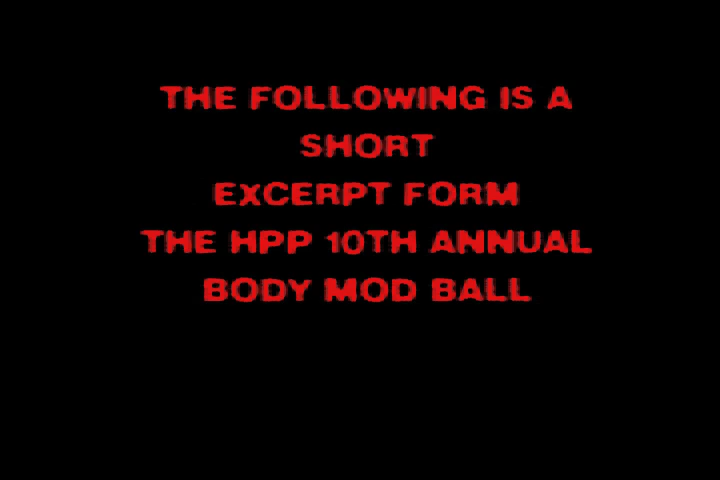 THE FOLLOWING IS A
SHORT
EXCERPT FORM
THE HPP 10TH ANNUAL
BODY MOD BALL